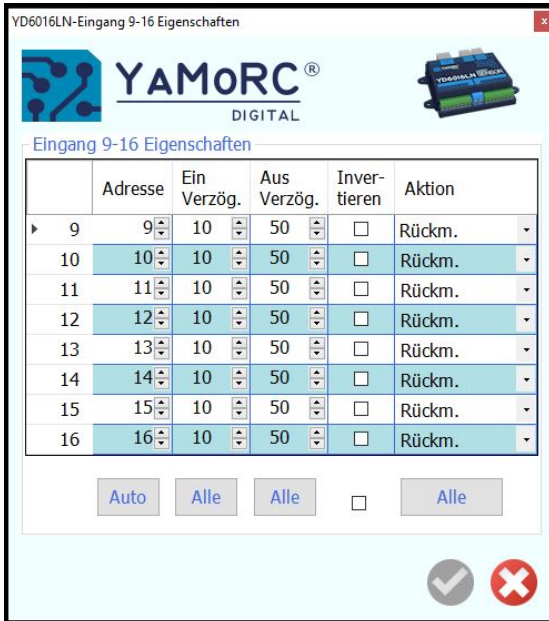 YD6016LN-Eingang 9-16 Eigenschaften
x
YAMORC®
DIGITAL
YD6016LN SENSOR
Eingang 9-16 Eigenschaften
Adresse Ein Verzög. Aus Verzög. Inver-tieren Aktion
9 9 10 50 Rückm.
10 10 10 50 Rückm.
11 11 10 50 Rückm.
12 12 10 50 Rückm.
13 13 10 50 Rückm.
14 14 10 50 Rückm.
15 15 10 50 Rückm.
16 16 10 50 Rückm.
Auto Alle Alle Alle